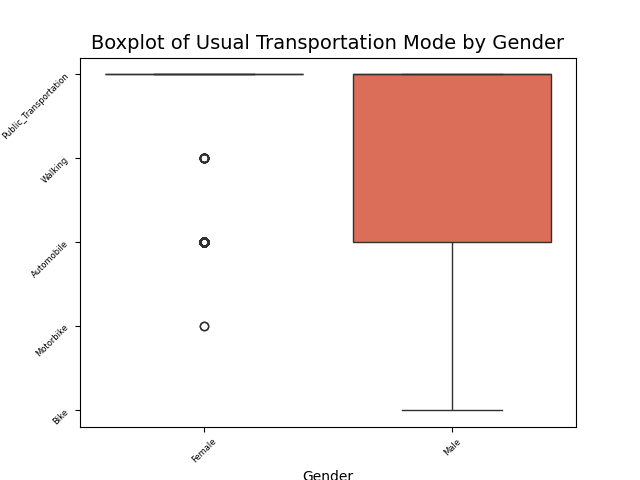 Boxplot of Usual Transportation Mode by Gender
Public_Transportation
Walking
Automobile
Motorbike
Bike
Female
Male
Gender